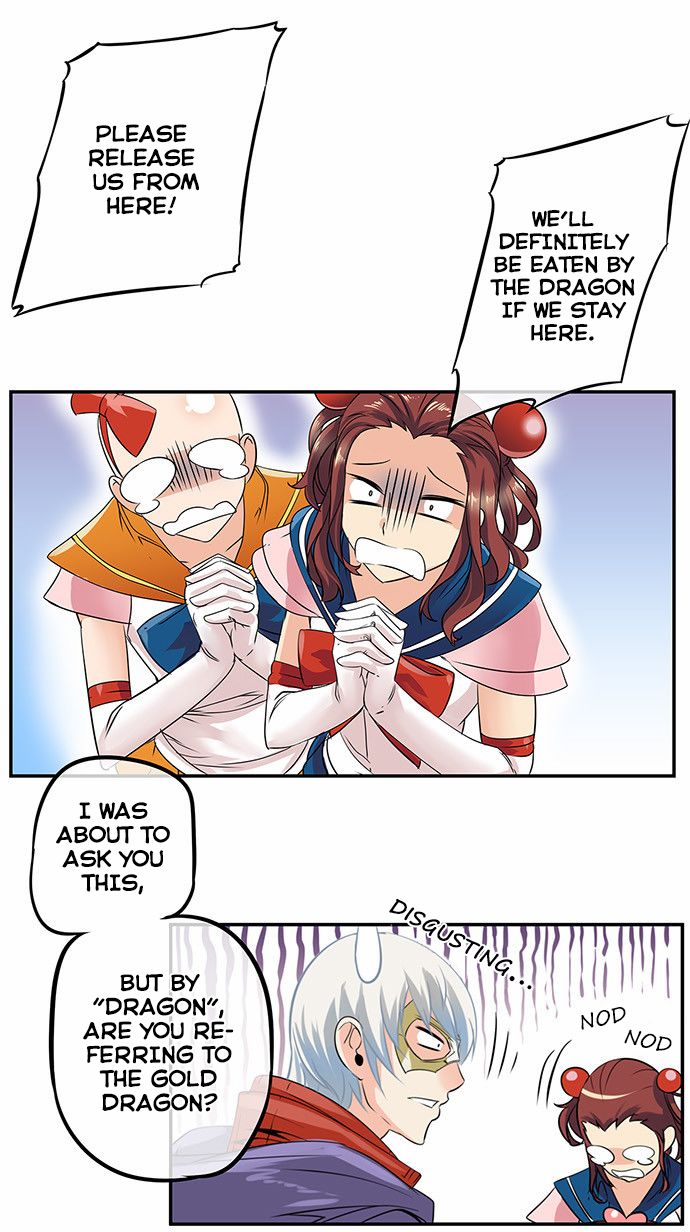 PLEASE
RELEASE
US FROM
HERE!
WE'LL
DEFINITELY
BE EATEN BY
THE DRAGON
IF WE STAY
HERE.
I WAS
ABOUT TO
ASK YOU
THIS,
BUT BY
"DRAGON",
ARE YOU RE-
FERRING TO
THE GOLD
DRAGON?
DISGUSTING...
NOD
NOD